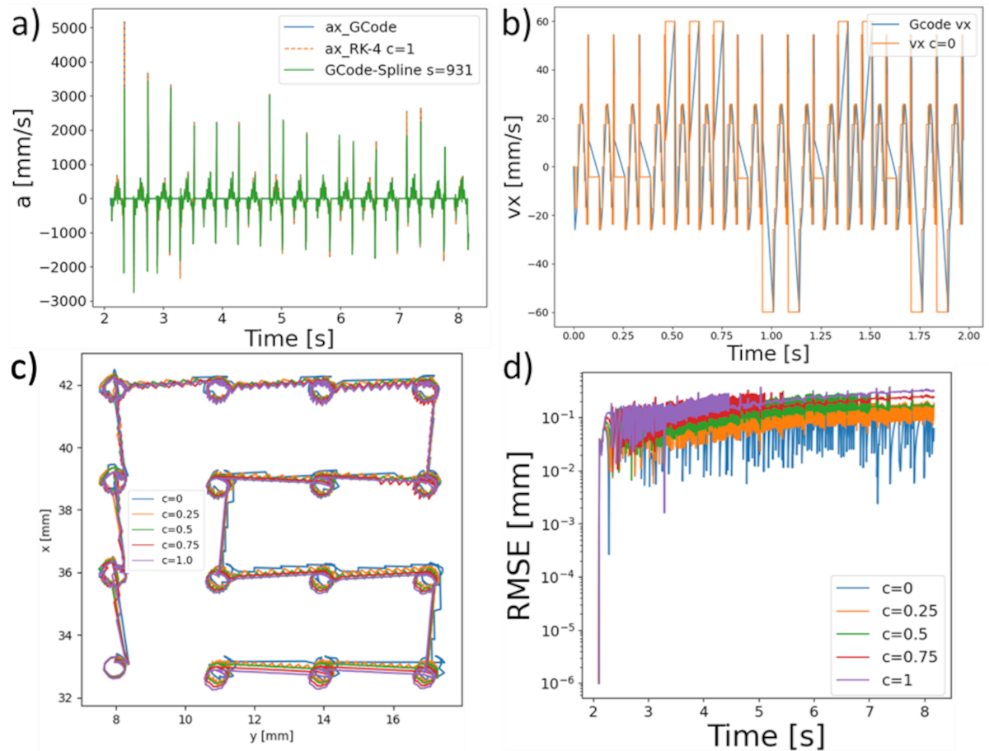 a)
ax_GCode
ax_RK-4 c=1
GCode-Spline s=931
5000
4000
3000
2000
1000
0
−1000
−2000
−3000
a [mm/s]
2 3 4 5 6 7 8
Time [s]
b)
Gcode vx
vx c=0
60
40
20
0
−20
−40
−60
vx [mm/s]
0.00 0.25 0.50 0.75 1.00 1.25 1.50 1.75 2.00
Time [s]
c)
42
40
38
36
34
32
x [mm]
c=0
c=0.25
c=0.5
c=0.75
c=1.0
8 10 12 14 16
y [mm]
d)
10⁻¹
10⁻²
10⁻³
10⁻⁴
10⁻⁵
10⁻⁶
RMSE [mm]
c=0
c=0.25
c=0.5
c=0.75
c=1
2 3 4 5 6 7 8
Time [s]